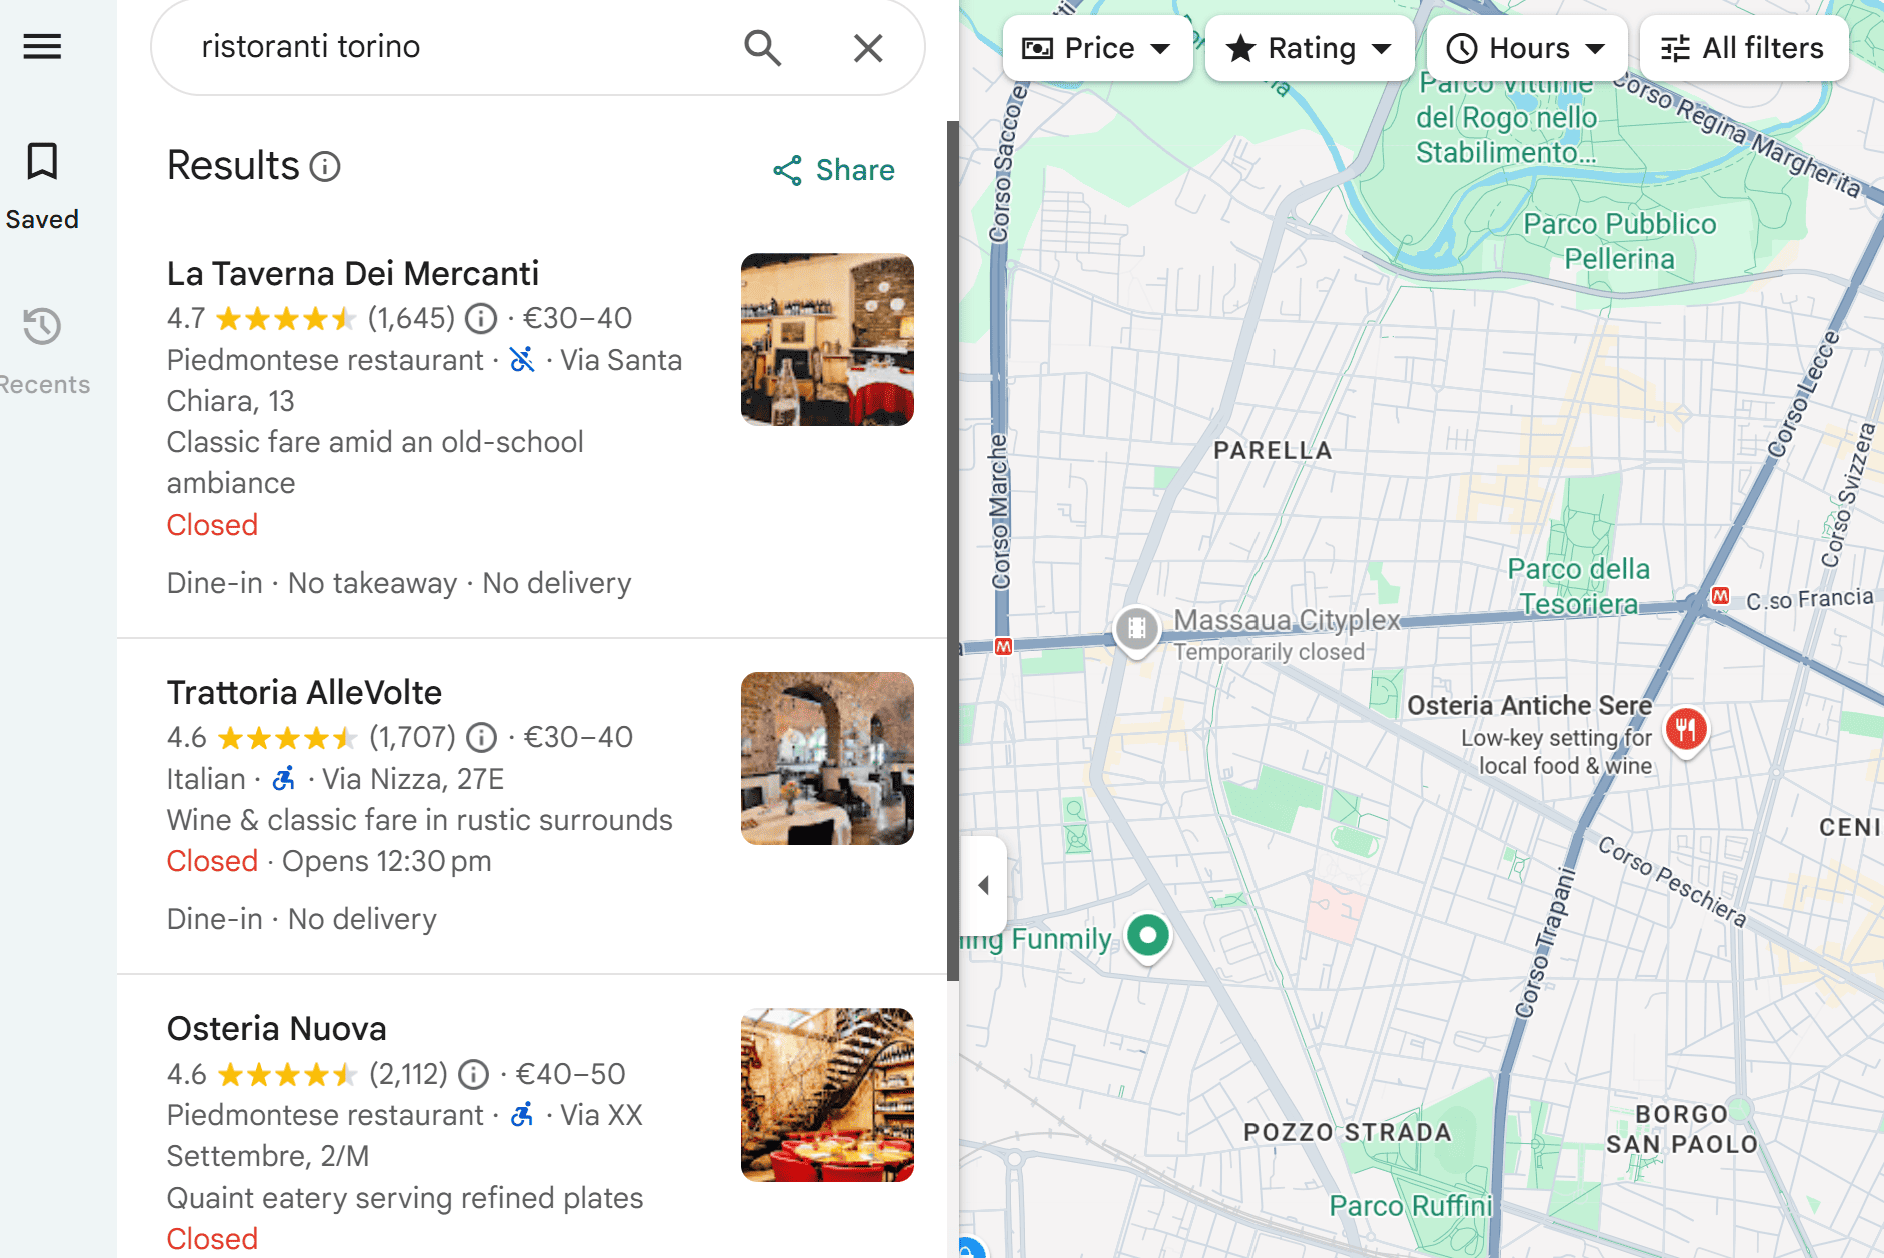 ristoranti torino
Saved
Recents
Results
Share
La Taverna Dei Mercanti
4.7 (1,645) · €30–40
Piedmontese restaurant · · Via Santa
Chiara, 13
Classic fare amid an old-school
ambiance
Closed
Dine-in · No takeaway · No delivery
Trattoria AlleVolte
4.6 (1,707) · €30–40
Italian · · Via Nizza, 27E
Wine & classic fare in rustic surrounds
Closed · Opens 12:30 pm
Dine-in · No delivery
Osteria Nuova
4.6 (2,112) · €40–50
Piedmontese restaurant · · Via XX
Settembre, 2/M
Quaint eatery serving refined plates
Closed
Price
Rating
Hours
All filters
Parco Vittime
del Rogo nello
Stabilimento...
Corso Regina Margherita
Parco Pubblico
Pellerina
Corso Marche
Corso Lecce
Corso Svizzera
PARELLA
Parco della
Tesoriera
M
C.so Francia
M
Massaua Cityplex
Temporarily closed
Osteria Antiche Sere
Low-key setting for
local food & wine
CENI
Corso Peschiera
Corso Trapani
Funmily
BORGO
SAN PAOLO
POZZO STRADA
Parco Ruffini